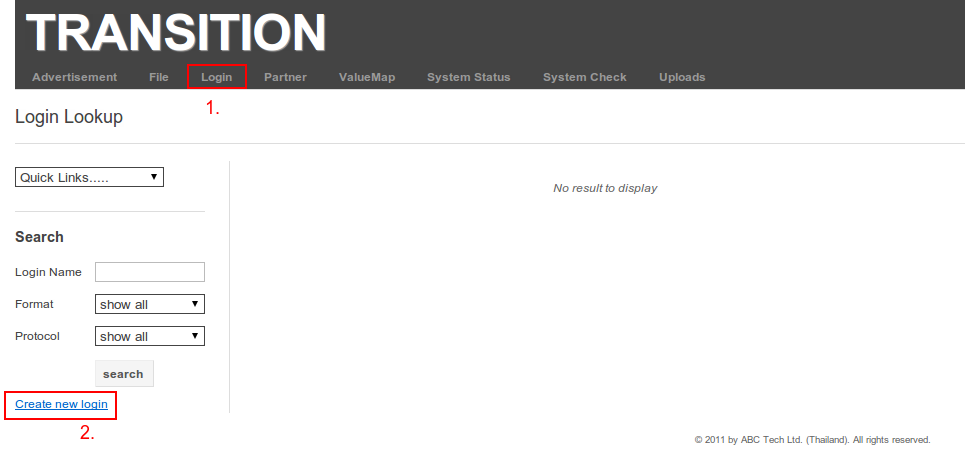 TRANSITION
Advertisement File Login Partner ValueMap System Status System Check Uploads
1.
Login Lookup
Quick Links.....
No result to display
Search
Login Name
Format show all
Protocol show all
search
Create new login
2.
© 2011 by ABC Tech Ltd. (Thailand). All rights reserved.